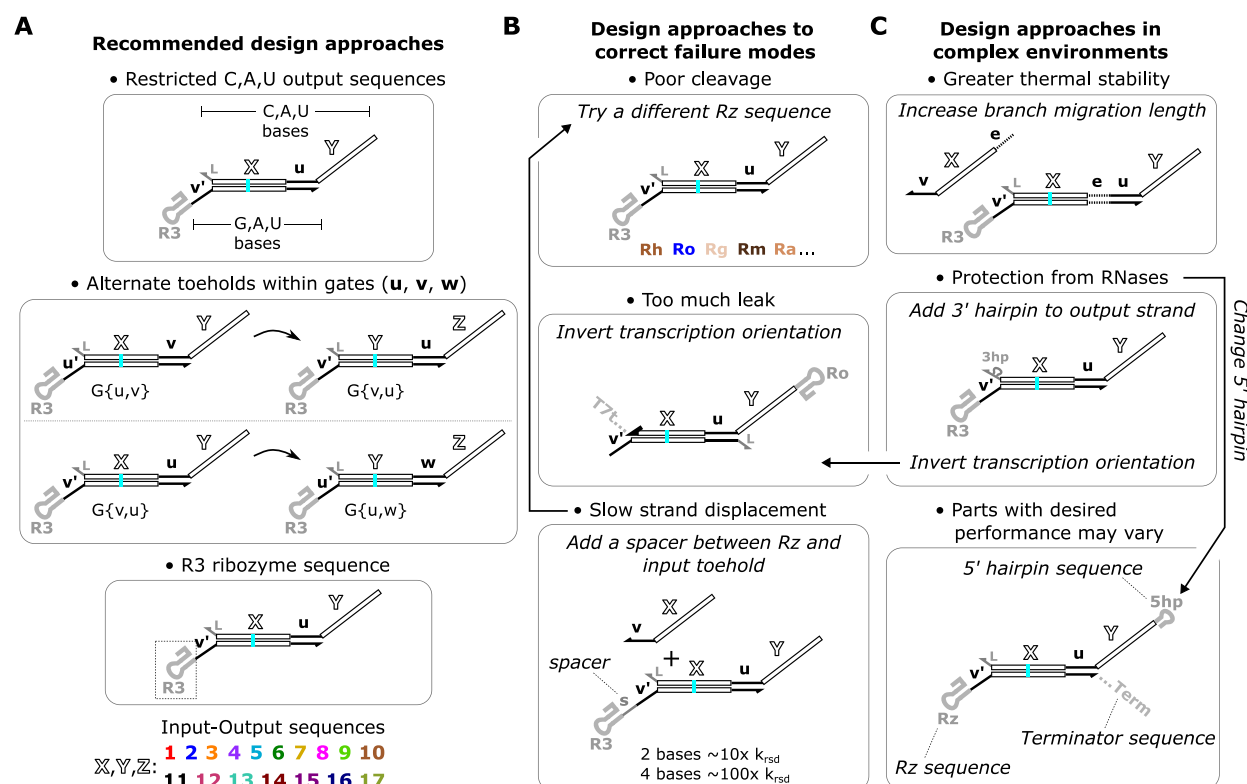 A
Recommended design approaches
• Restricted C,A,U output sequences
C,A,U
bases
Y
L
X
u
v'
R3
G,A,U
bases
• Alternate toeholds within gates (u, v, w)
Y
L
X
v
u'
R3
G{u,v}
Z
L
Y
u
v'
R3
G{v,u}
Y
L
X
u
v'
R3
G{v,u}
Z
L
Y
w
u'
R3
G{u,w}
• R3 ribozyme sequence
Y
L
X
u
v'
R3
Input-Output sequences
X,Y,Z:
1 2 3 4 5 6 7 8 9 10
11 12 13 14 15 16 17
B
Design approaches to
correct failure modes
• Poor cleavage
Try a different Rz sequence
Y
L
X
u
v'
R3
Rh Ro Rg Rm Ra...
• Too much leak
Invert transcription orientation
Ro
Y
T7t...
X
u
v'
L
• Slow strand displacement
Add a spacer between Rz and
input toehold
X
v
+
spacer
Y
L
X
u
v'
s
R3
2 bases ~10x krsd
4 bases ~100x krsd
C
Design approaches in
complex environments
• Greater thermal stability
Increase branch migration length
e
X
v
Y
L
X
e
u
v'
R3
• Protection from RNases
Change 5' hairpin
Add 3' hairpin to output strand
3hp
Y
X
u
v'
R3
Invert transcription orientation
• Parts with desired
performance may vary
5' hairpin sequence
5hp
Y
L
X
u
v'
...Term
Rz
Terminator sequence
Rz sequence